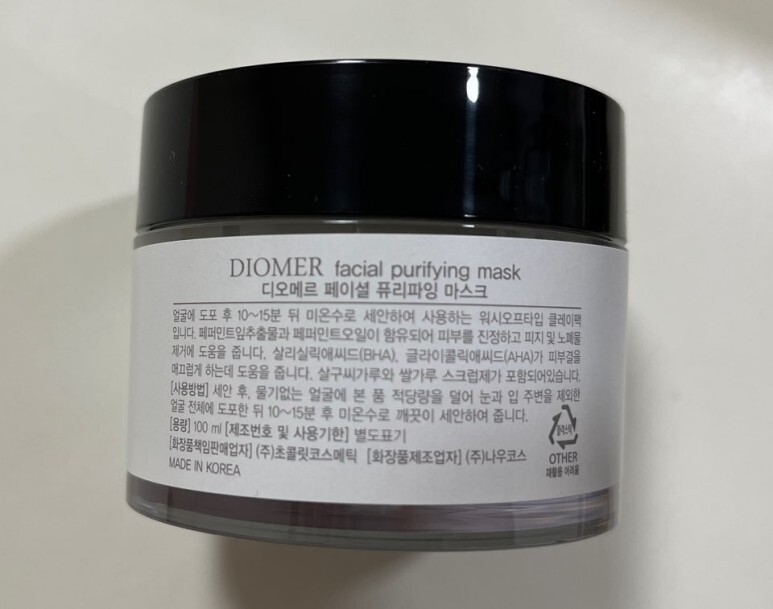 DIOMER facial purifying mask
디오메르 페이셜 퓨리파잉 마스크
얼굴에 도포 후 10~15분 뒤 미온수로 세안하여 사용하는 워시오프타입 클레이팩
입니다. 페퍼민트잎추출물과 페퍼민트오일이 함유되어 피부를 진정하고 피지 및 노폐물
제거에 도움을 줍니다. 살리실릭애씨드(BHA), 글라이콜릭애씨드(AHA)가 피부결을
매끄럽게 하는데 도움을 줍니다. 살구씨가루와 쌀가루 스크럽제가 포함되어있습니다.
[사용방법] 세안 후, 물기없는 얼굴에 본 품 적당량을 덜어 눈과 입 주변을 제외한
얼굴 전체에 도포한 뒤 10~15분 후 미온수로 깨끗이 세안하여 줍니다.
[용량] 100 ml [제조번호 및 사용기한] 별도표기
[화장품책임판매업자] (주)초콜릿코스메틱 [화장품제조업자] (주)나우코스
MADE IN KOREA
플라스틱
OTHER
재활용 어려움